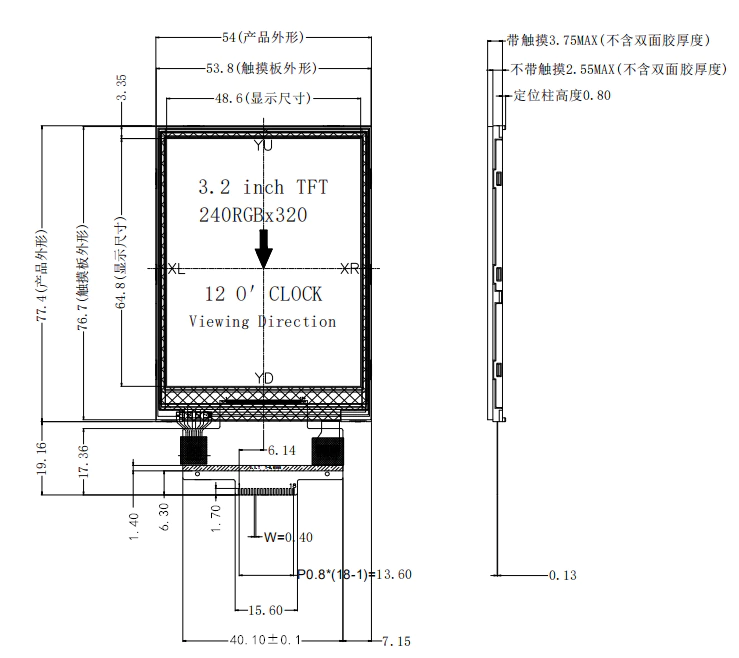 54(产品外形)
带触摸3.75MAX(不含双面胶厚度)
53.8(触摸板外形)
不带触摸2.55MAX(不含双面胶厚度)
3.35
48.6(显示尺寸)
定位柱高度0.80
YU
3.2 inch TFT
240RGBx320
77.4(产品外形)
76.7(触摸板外形)
64.8(显示尺寸)
XL
XR
12 O' CLOCK
Viewing Direction
YD
19.16
17.36
6.14
1.40
6.30
1.70
W=0.40
P0.8*(18-1)=13.60
0.13
15.60
40.10±0.1
7.15